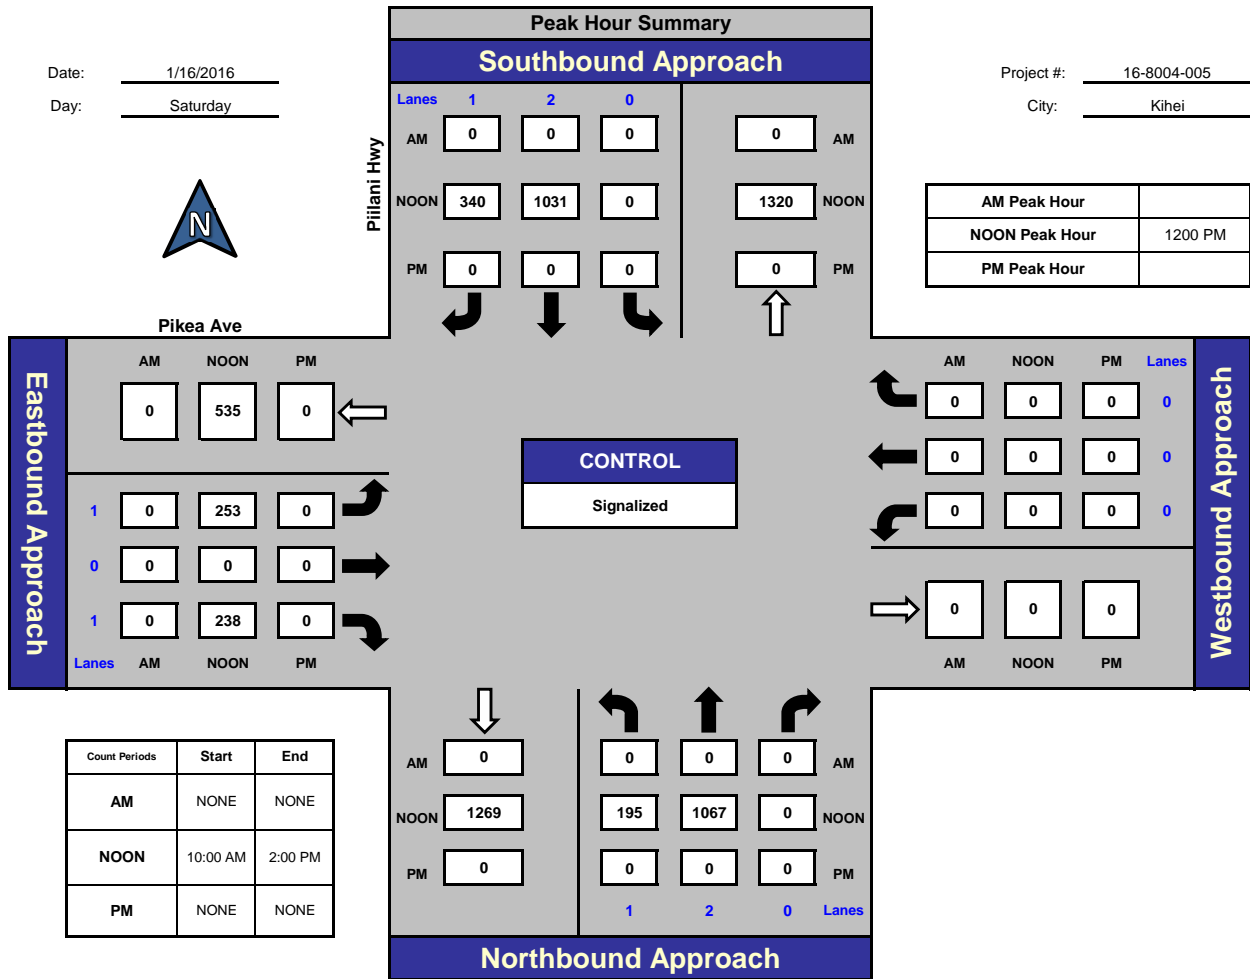 Peak Hour Summary
Southbound Approach
Date: 1/16/2016
Day: Saturday
Project #: 16-8004-005
City: Kihei
Lanes 1 2 0
AM 0 0 0 0 AM
NOON 340 1031 0 1320 NOON
PM 0 0 0 0 PM
Piilani Hwy
N
AM Peak Hour
NOON Peak Hour 1200 PM
PM Peak Hour
Pikea Ave
Eastbound Approach
AM NOON PM
0 535 0
1 0 253 0
0 0 0 0
1 0 238 0
Lanes AM NOON PM
CONTROL
Signalized
AM NOON PM Lanes
0 0 0 0
0 0 0 0
0 0 0 0
0 0 0
AM NOON PM
Westbound Approach
Count Periods Start End
AM NONE NONE
NOON 10:00 AM 2:00 PM
PM NONE NONE
AM 0 0 0 0 AM
NOON 1269 195 1067 0 NOON
PM 0 0 0 0 PM
1 2 0 Lanes
Northbound Approach